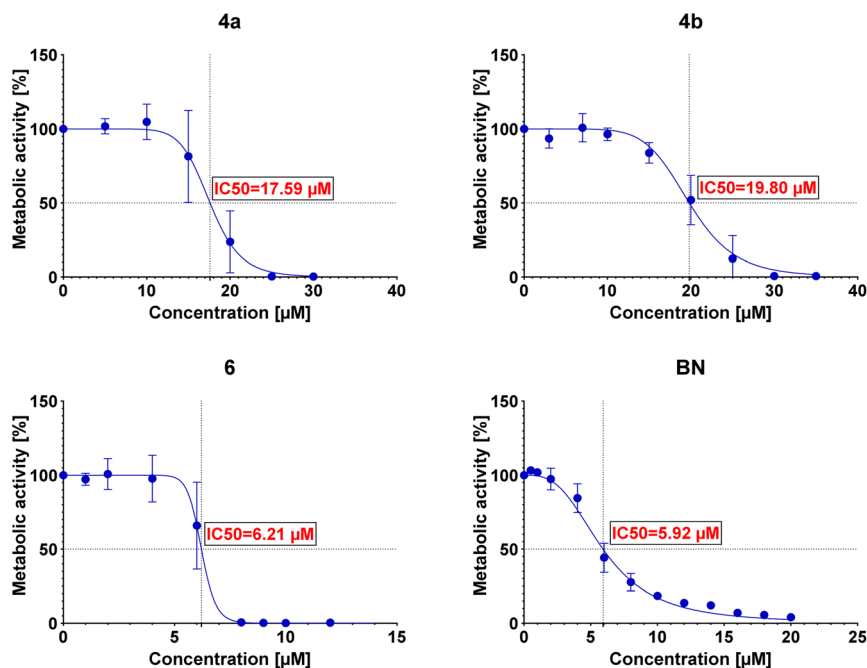 4a
Metabolic activity [%]
150
100
50
0
IC50=17.59 µM
0 10 20 30 40
Concentration [µM]
4b
Metabolic activity [%]
150
100
50
0
IC50=19.80 µM
0 10 20 30 40
Concentration [µM]
6
Metabolic activity [%]
150
100
50
0
IC50=6.21 µM
0 5 10 15
Concentration [µM]
BN
Metabolic activity [%]
150
100
50
0
IC50=5.92 µM
0 5 10 15 20 25
Concentration [µM]